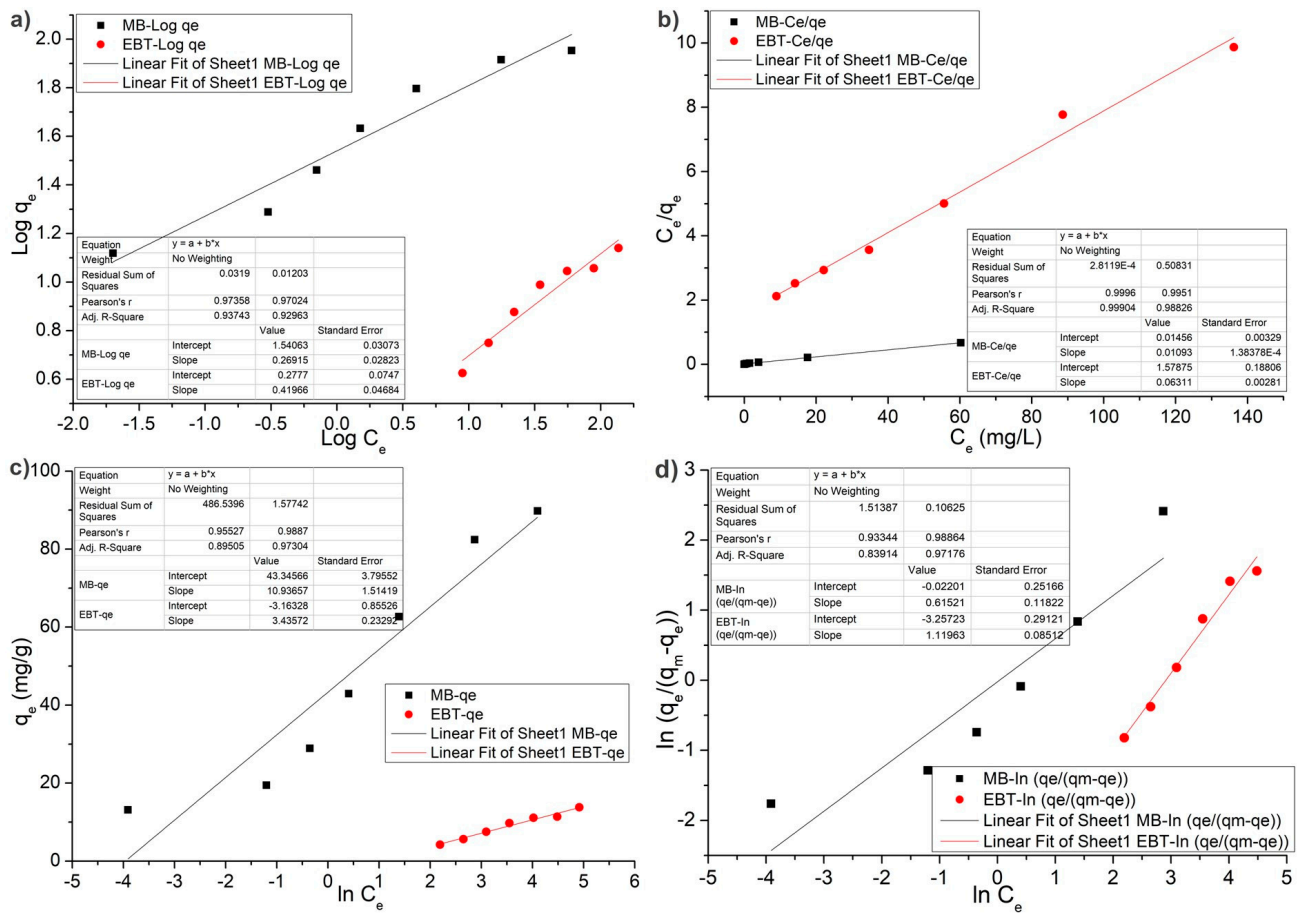 a)
MB-Log qe
EBT-Log qe
Linear Fit of Sheet1 MB-Log qe
Linear Fit of Sheet1 EBT-Log qe
2.0
1.8
1.6
1.4
1.2
1.0
0.8
0.6
Log qe
Equation y = a + b*x
Weight No Weighting
Residual Sum of Squares 0.0319 0.01203
Pearson's r 0.97358 0.97024
Adj. R-Square 0.93743 0.92963
Value Standard Error
MB-Log qe Intercept 1.54063 0.03073
Slope 0.26915 0.02823
EBT-Log qe Intercept 0.2777 0.0747
Slope 0.41966 0.04684
-2.0 -1.5 -1.0 -0.5 0.0 0.5 1.0 1.5 2.0
Log Ce
b)
MB-Ce/qe
EBT-Ce/qe
Linear Fit of Sheet1 MB-Ce/qe
Linear Fit of Sheet1 EBT-Ce/qe
10
8
6
4
2
0
Ce/qe
Equation y = a + b*x
Weight No Weighting
Residual Sum of Squares 2.8119E-4 0.50831
Pearson's r 0.9996 0.9951
Adj. R-Square 0.99904 0.98826
Value Standard Error
MB-Ce/qe Intercept 0.01456 0.00329
Slope 0.01093 1.38378E-4
EBT-Ce/qe Intercept 1.57875 0.18806
Slope 0.06311 0.00281
0 20 40 60 80 100 120 140
Ce (mg/L)
c)
100
80
60
40
20
0
qe (mg/g)
Equation y = a + b*x
Weight No Weighting
Residual Sum of Squares 486.5396 1.57742
Pearson's r 0.95527 0.9887
Adj. R-Square 0.89505 0.97304
Value Standard Error
MB-qe Intercept 43.34566 3.79552
Slope 10.93657 1.51419
EBT-qe Intercept -3.16328 0.85526
Slope 3.43572 0.23292
MB-qe
EBT-qe
Linear Fit of Sheet1 MB-qe
Linear Fit of Sheet1 EBT-qe
-5 -4 -3 -2 -1 0 1 2 3 4 5 6
ln Ce
d)
3
2
1
0
-1
-2
ln (qe/(qm-qe))
Equation y = a + b*x
Weight No Weighting
Residual Sum of Squares 1.51387 0.10625
Pearson's r 0.93344 0.98864
Adj. R-Square 0.83914 0.97176
Value Standard Error
MB-In (qe/(qm-qe)) Intercept -0.02201 0.25166
Slope 0.61521 0.11822
EBT-In (qe/(qm-qe)) Intercept -3.25723 0.29121
Slope 1.11963 0.08512
MB-In (qe/(qm-qe))
EBT-In (qe/(qm-qe))
Linear Fit of Sheet1 MB-In (qe/(qm-qe))
Linear Fit of Sheet1 EBT-In (qe/(qm-qe))
-5 -4 -3 -2 -1 0 1 2 3 4 5
ln Ce